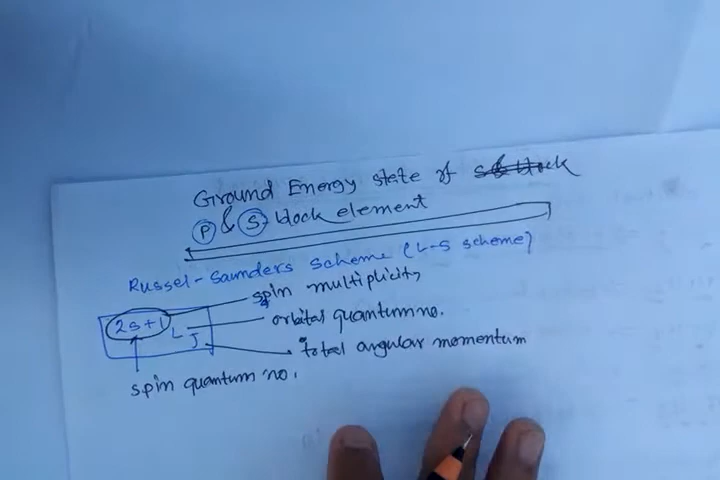 Ground Energy state of
P & S-block element
Russel-Saunders scheme (L-S scheme)
spin multiplicity
2s+1 L J
orbital quantum no.
total angular momentum
spin quantum no.